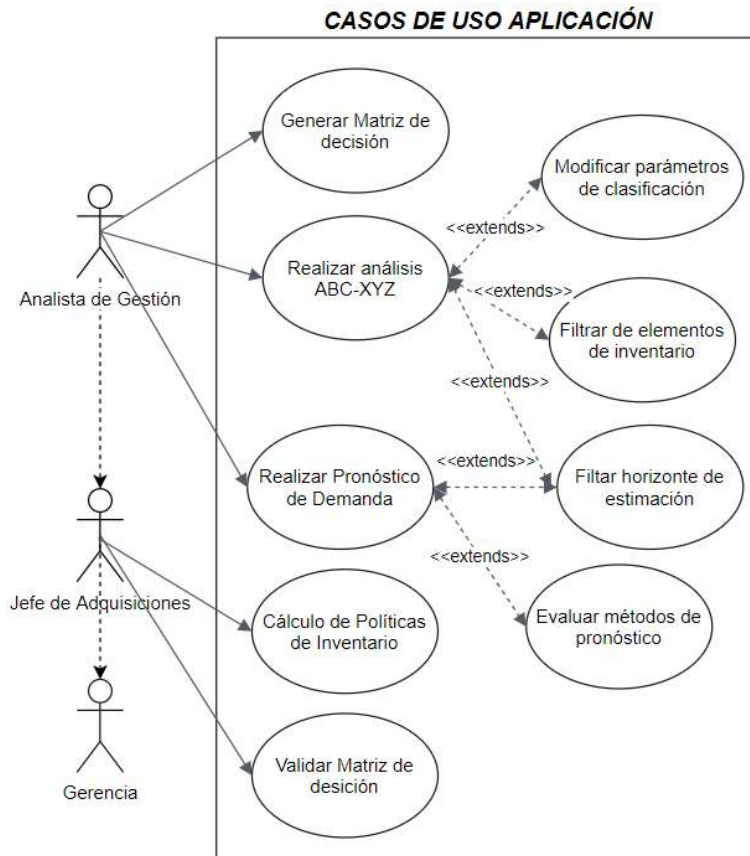 CASOS DE USO APLICACIÓN
Generar Matriz de
decisión
Modificar parámetros
de clasificación
<<extends>>
Realizar análisis
ABC-XYZ
Analista de Gestión
<<extends>>
Filtrar de elementos
de inventario
<<extends>>
Realizar Pronóstico
de Demanda
<<extends>>
Filtar horizonte de
estimación
<<extends>>
Jefe de Adquisiciones
Cálculo de Políticas
de Inventario
Evaluar métodos de
pronóstico
Validar Matriz de
desición
Gerencia